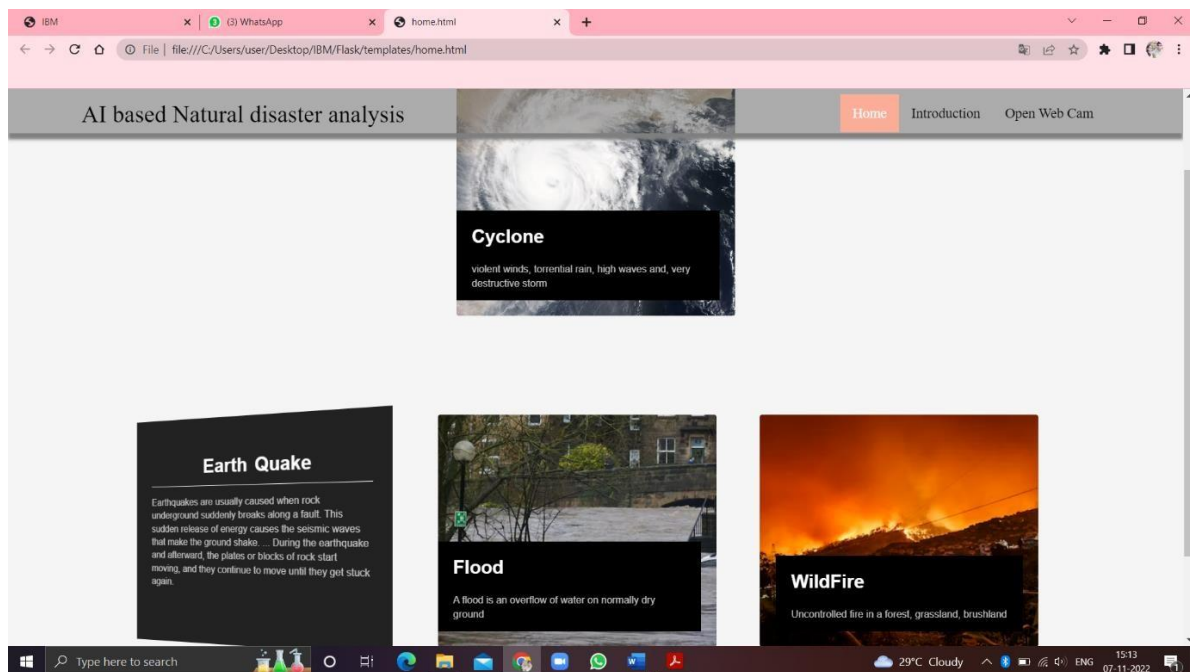 IBM
(3) WhatsApp
home.html
File | file:///C:/Users/user/Desktop/IBM/Flask/templates/home.html
AI based Natural disaster analysis
Home Introduction Open Web Cam
Cyclone
violent winds, torrential rain, high waves and, very
destructive storm
Earth Quake
Earthquakes are usually caused when rock
underground suddenly breaks along a fault. This
sudden release of energy causes the seismic waves
that make the ground shake. ... During the earthquake
and afterward, the plates or blocks of rock start
moving, and they continue to move until they get stuck
again.
Flood
A flood is an overflow of water on normally dry
ground
WildFire
Uncontrolled fire in a forest, grassland, brushland
Type here to search
29°C Cloudy
ENG
15:13
07-11-2022